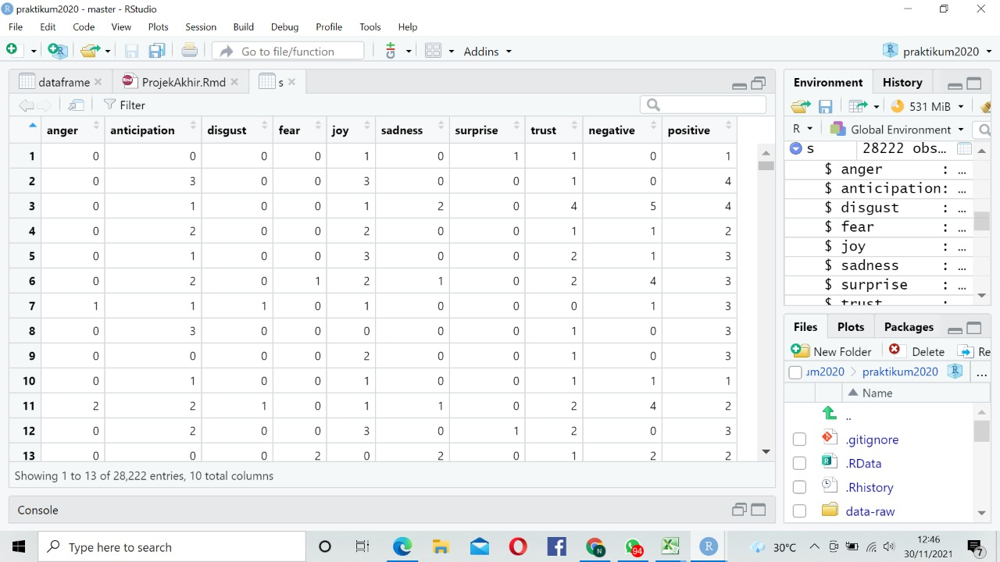 praktikum2020 - master - RStudio
File Edit Code View Plots Session Build Debug Profile Tools Help
Go to file/function Addins praktikum2020
dataframe ProjekAkhir.Rmd s
Filter
anger anticipation disgust fear joy sadness surprise trust negative positive
1 0 0 0 0 1 0 1 1 0 1
2 0 3 0 0 3 0 0 1 0 4
3 0 1 0 0 1 2 0 4 5 4
4 0 2 0 0 2 0 0 1 1 2
5 0 1 0 0 3 0 0 2 1 3
6 0 2 0 1 2 1 0 2 4 3
7 1 1 1 0 1 0 0 0 1 3
8 0 3 0 0 0 0 0 1 0 3
9 0 0 0 0 2 0 0 1 0 3
10 0 1 0 0 1 0 0 1 1 1
11 2 2 1 0 1 1 0 2 4 2
12 0 2 0 0 3 0 1 2 0 3
13 0 0 0 2 0 2 0 1 2 2
Showing 1 to 13 of 28,222 entries, 10 total columns
Console
Environment History
531 MiB
R Global Environment
s 28222 obs...
$ anger : ...
$ anticipation: ...
$ disgust : ...
$ fear : ...
$ joy : ...
$ sadness : ...
$ surprise : ...
$ trust :
Files Plots Packages
New Folder Delete Re
um2020 praktikum2020 ...
Name
..
.gitignore
.RData
.Rhistory
data-raw
Type here to search
94
30°C
12:46
30/11/2021
7